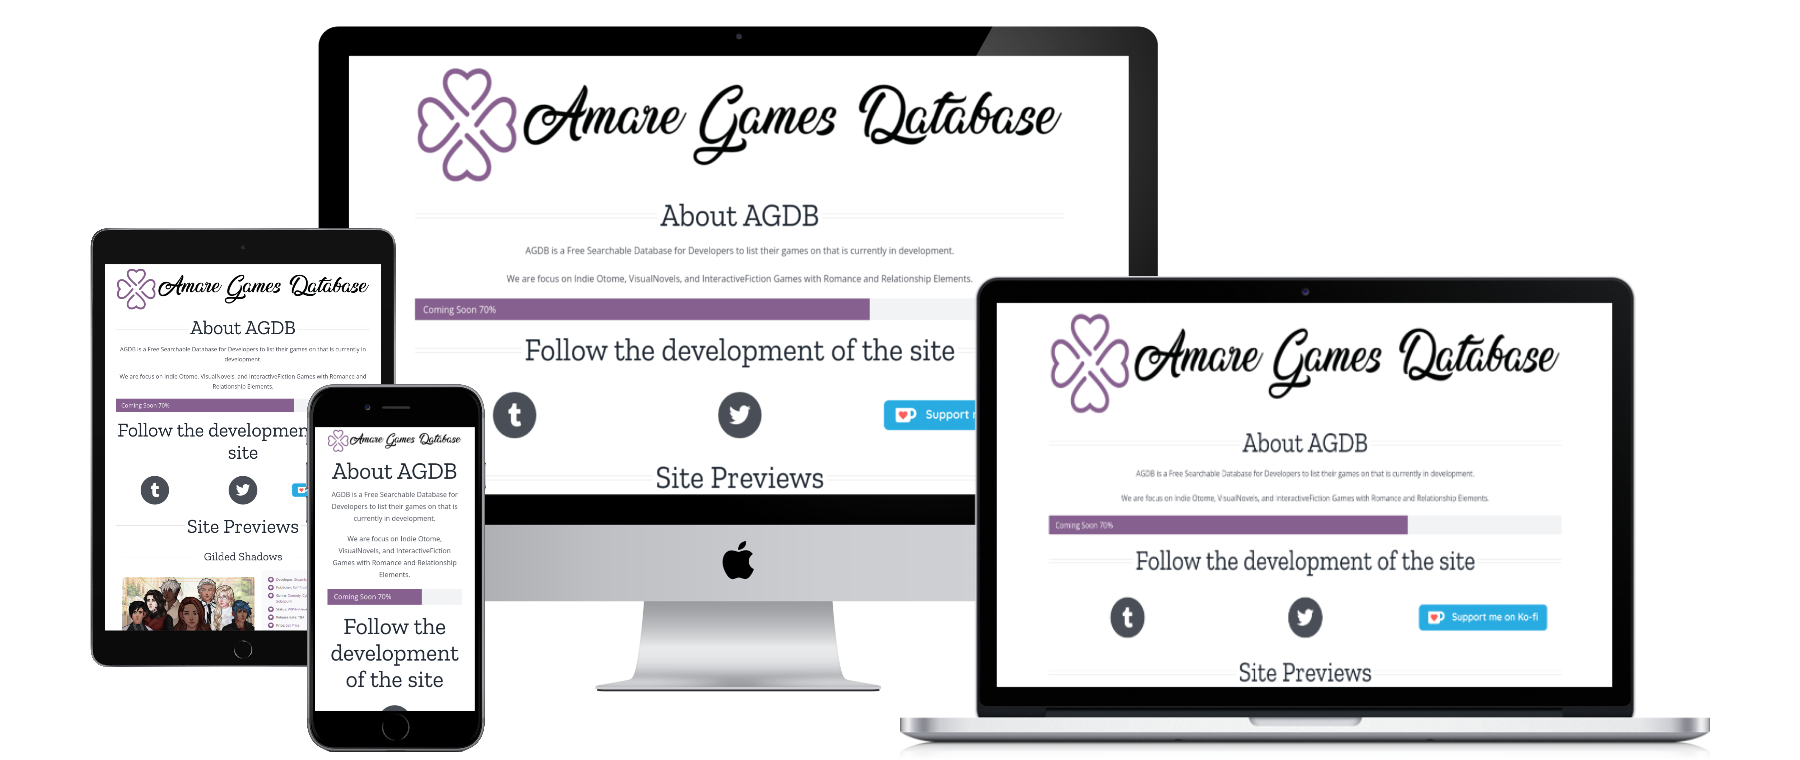 Amare Games Database
About AGDB
AGDB is a Free Searchable Database for Developers to list their games on that is currently in development.
We are focus on Indie Otome, VisualNovels, and InteractiveFiction Games with Romance and Relationship Elements.
Coming Soon 70%
Follow the development of the site
Support
Site Previews
Amare Games Database
About AGDB
AGDB is a Free Searchable Database for Developers to list their games on that is currently in
development.
We are focus on Indie Otome, VisualNovels, and InteractiveFiction Games with Romance and
Relationship Elements.
Coming Soon 70%
Follow the developmen
site
Site Previews
Gilded Shadows
Amare Games Database
About AGDB
AGDB is a Free Searchable Database for
Developers to list their games on that is
currently in development.
We are focus on Indie Otome,
VisualNovels, and InteractiveFiction
Games with Romance and Relationship
Elements.
Coming Soon 70%
Follow the
development
of the site
Amare Games Database
About AGDB
AGDB is a Free Searchable Database for Developers to list their games on that is currently in development.
We are focus on Indie Otome, VisualNovels, and InteractiveFiction Games with Romance and Relationship Elements.
Coming Soon 70%
Follow the development of the site
Support me on Ko-fi
Site Previews